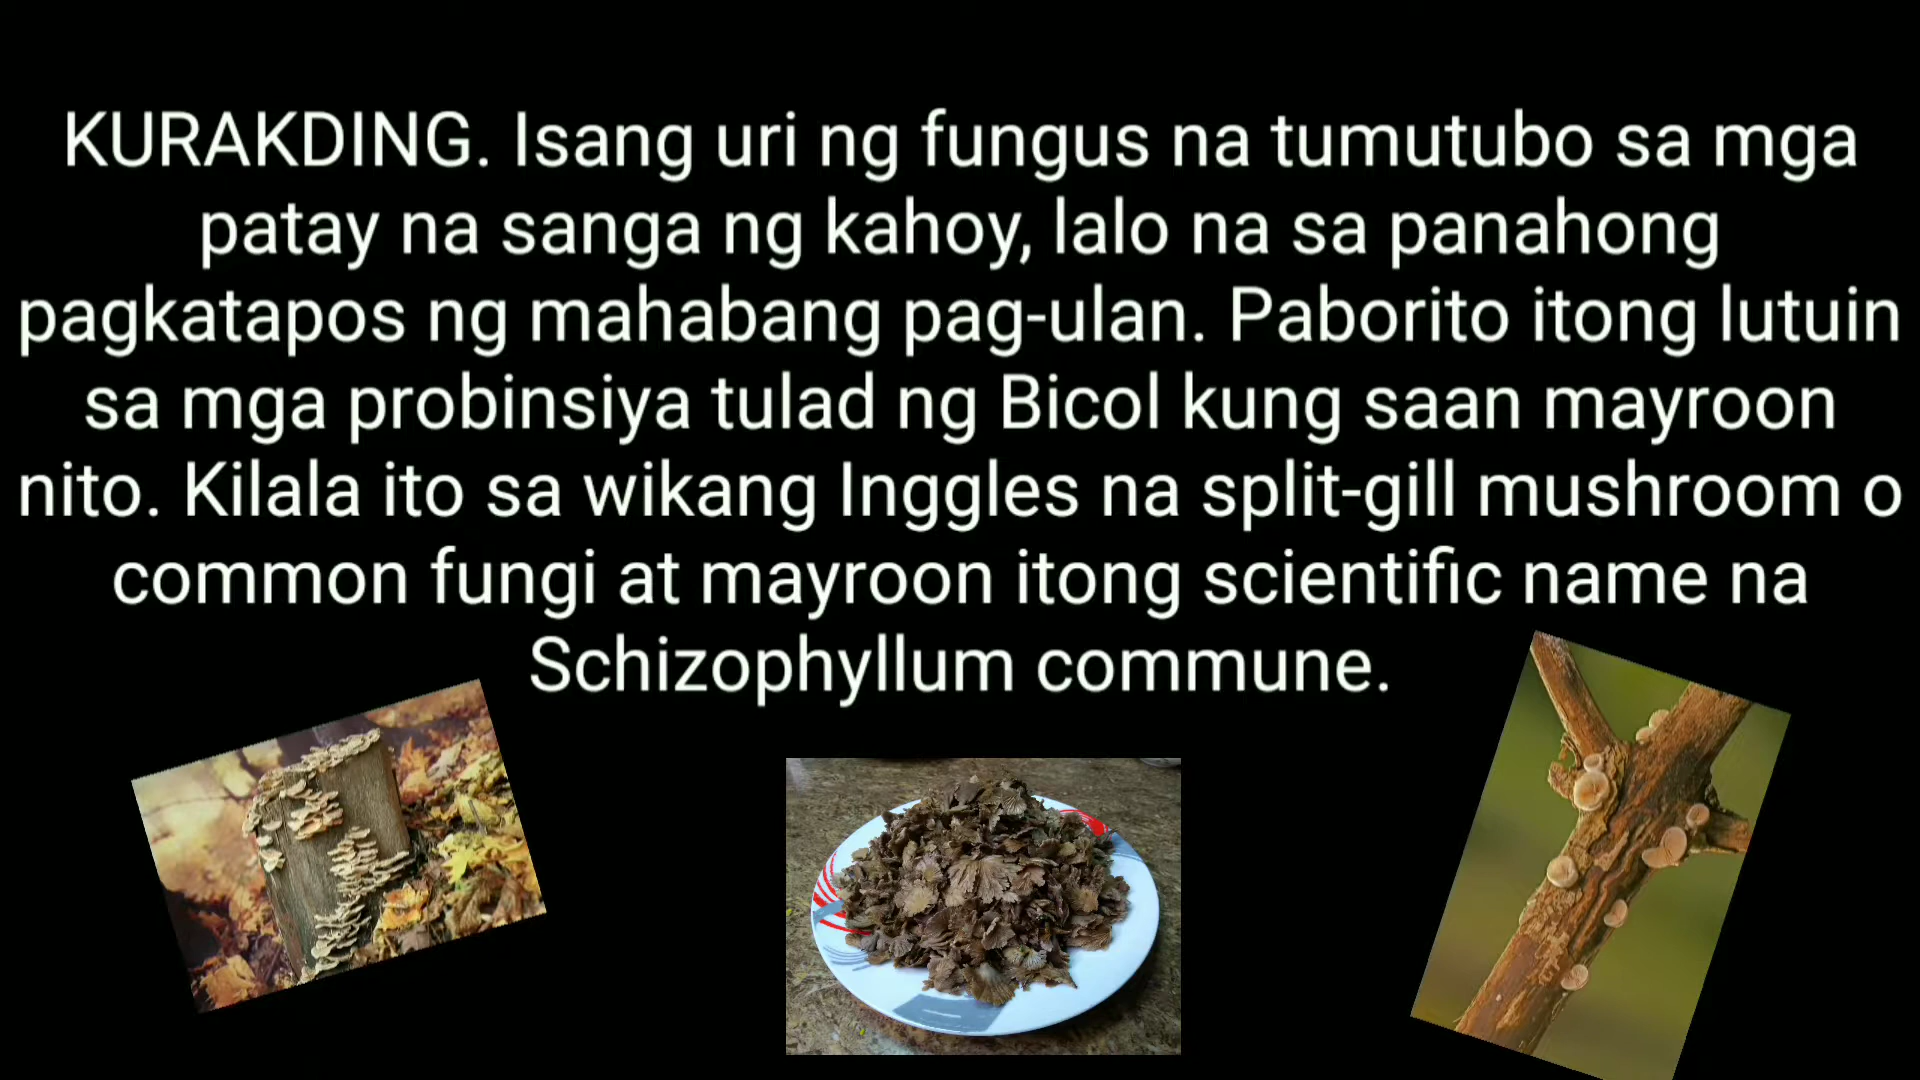 KURAKDING. Isang uri ng fungus na tumutubo sa mga
patay na sanga ng kahoy, lalo na sa panahong
pagkatapos ng mahabang pag-ulan. Paborito itong lutuin
sa mga probinsiya tulad ng Bicol kung saan mayroon
nito. Kilala ito sa wikang Inggles na split-gill mushroom o
common fungi at mayroon itong scientific name na
Schizophyllum commune.